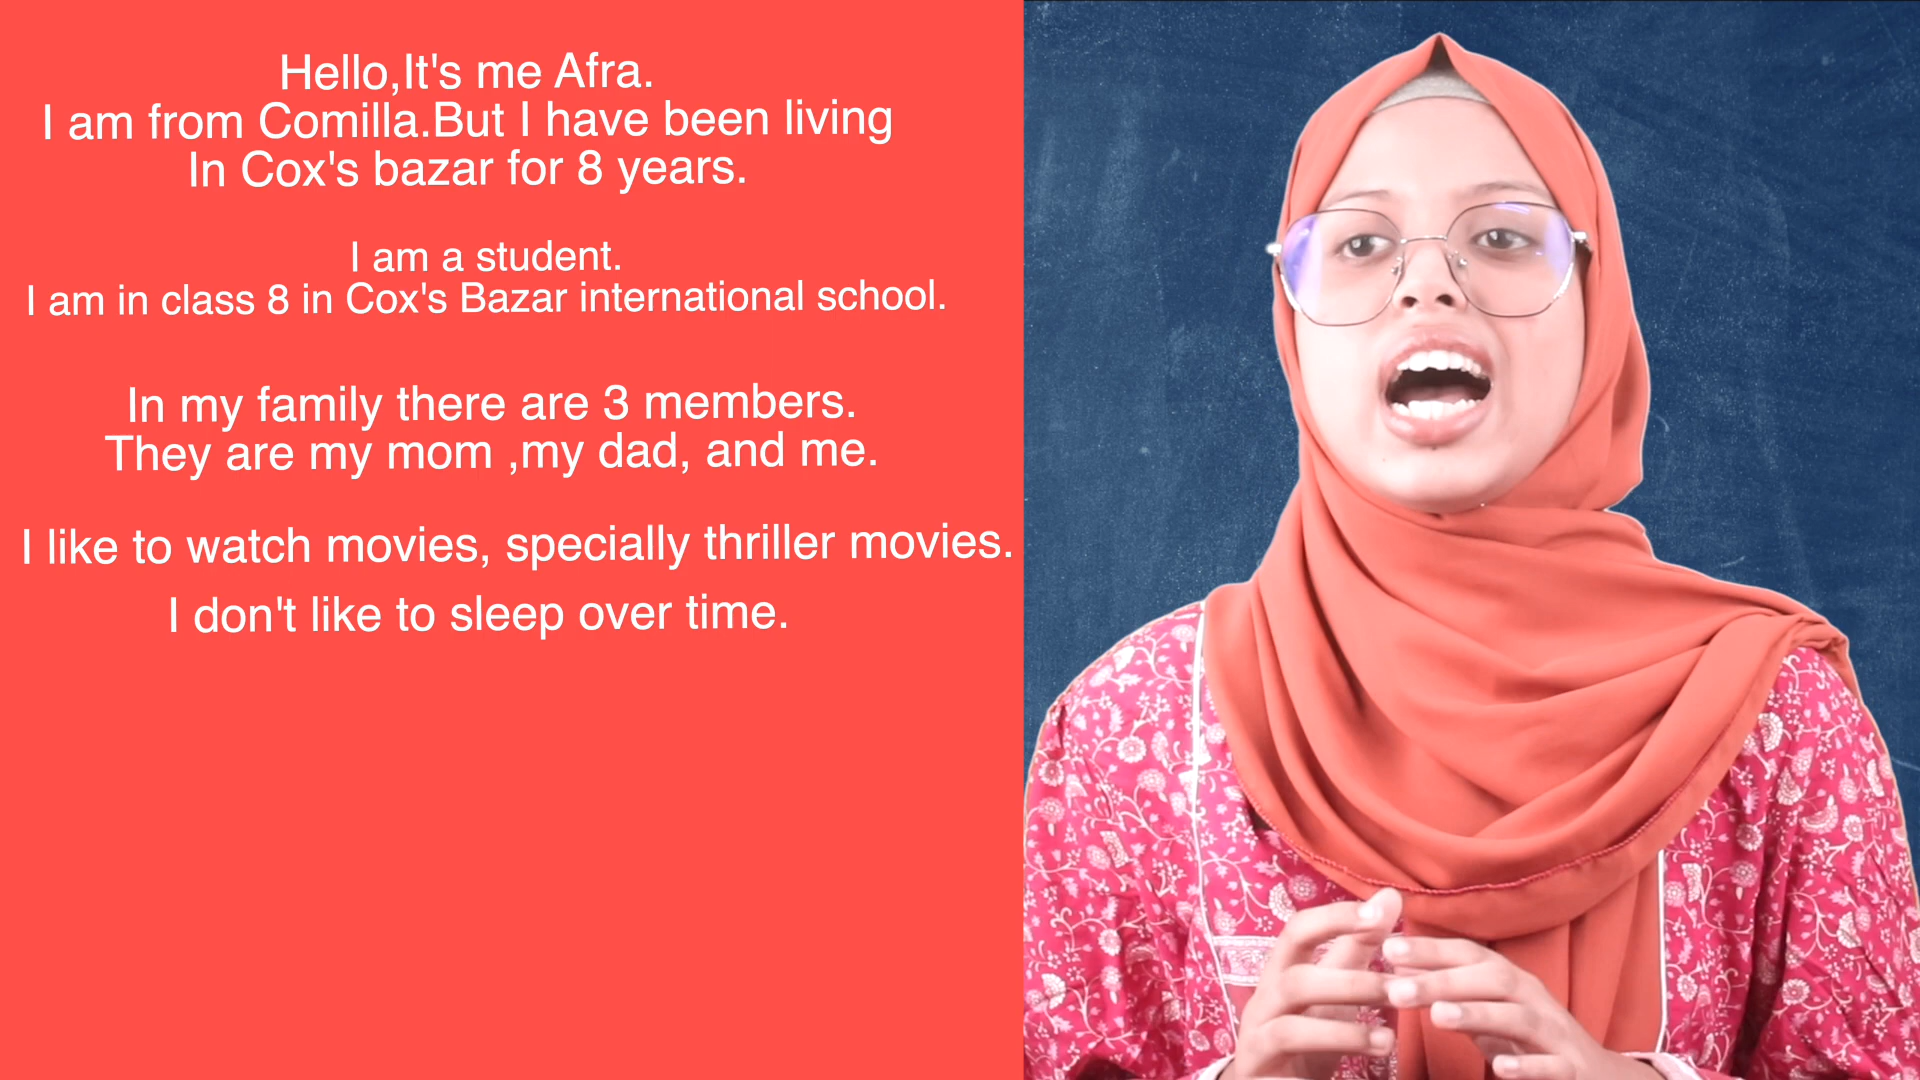 Hello,It's me Afra.
I am from Comilla.But I have been living
In Cox's bazar for 8 years.
I am a student.
I am in class 8 in Cox's Bazar international school.
In my family there are 3 members.
They are my mom ,my dad, and me.
I like to watch movies, specially thriller movies.
I don't like to sleep over time.